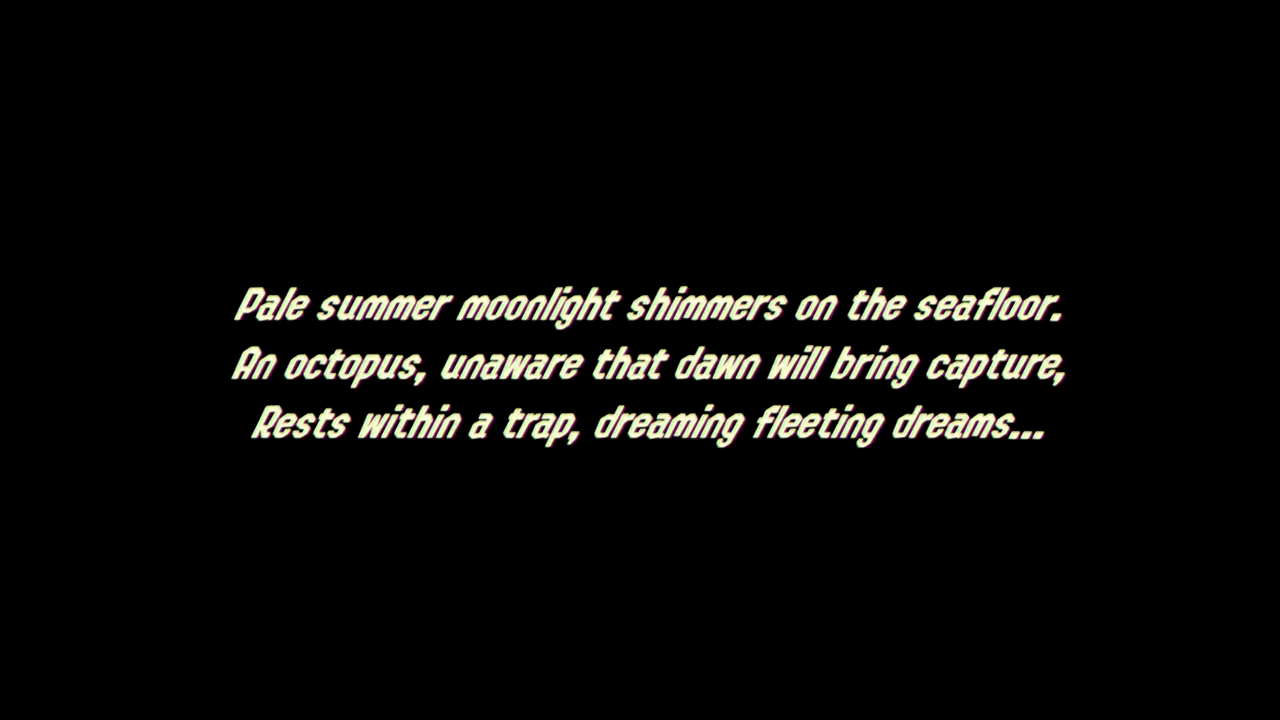 Pale summer moonlight shimmers on the seafloor.
An octopus, unaware that dawn will bring capture,
Rests within a trap, dreaming fleeting dreams...